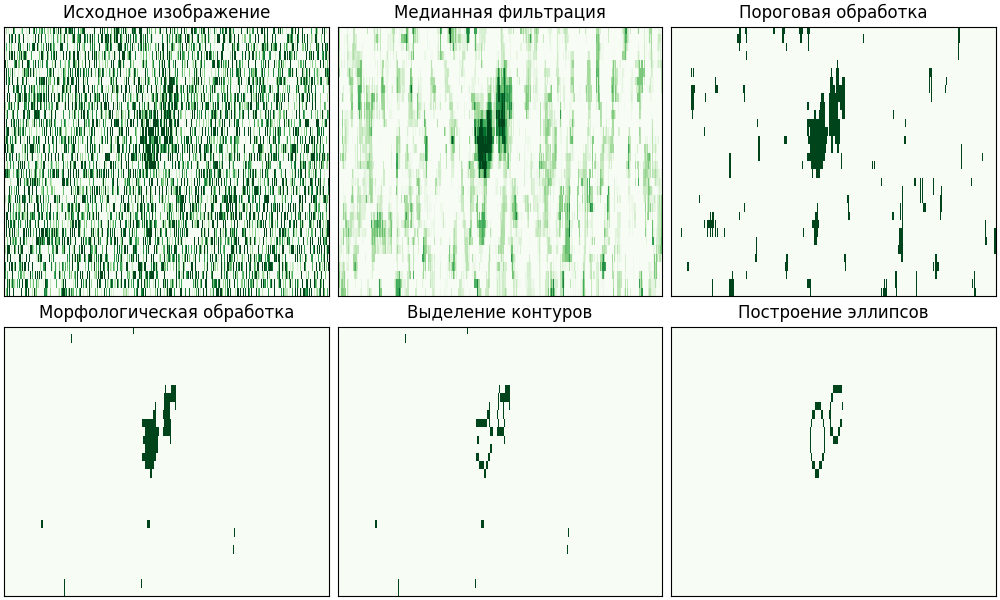 Исходное изображение
Медианная фильтрация
Пороговая обработка
Морфологическая обработка
Выделение контуров
Построение эллипсов